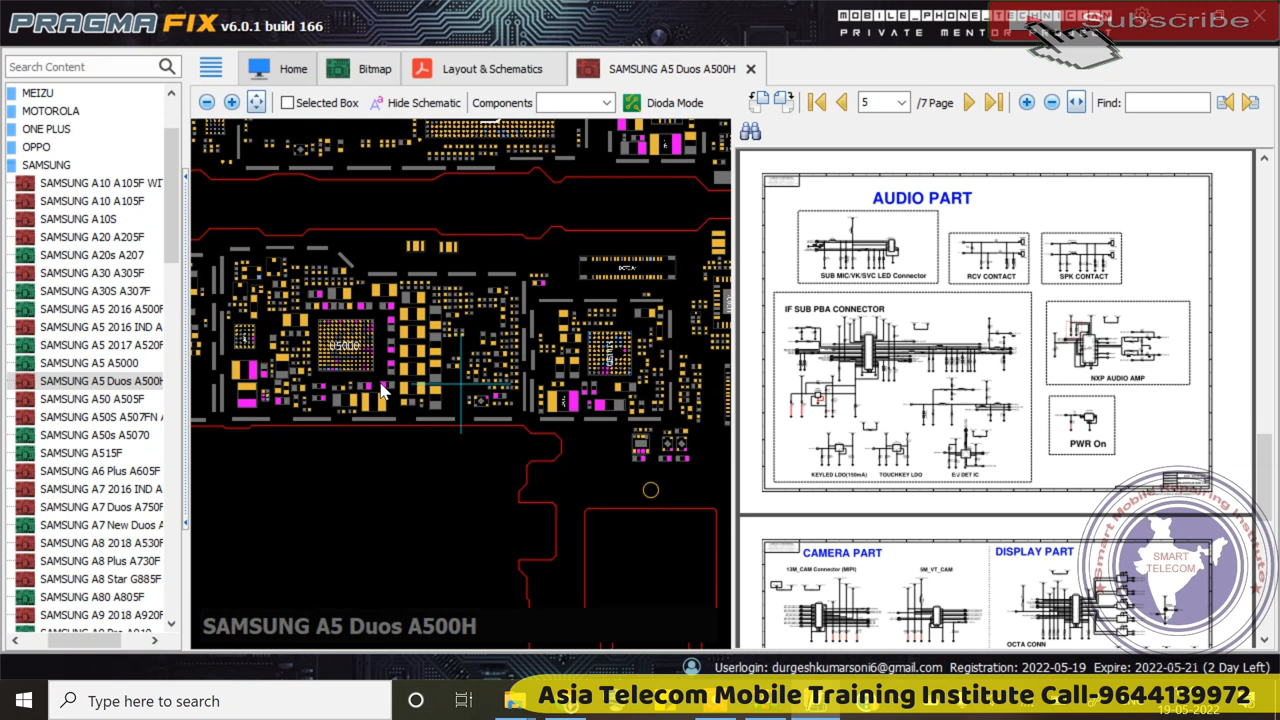 PRAGMA FIX v6.0.1 build 166
MOBILE_PHONE_TECHNICIAN
PRIVATE MENTOR PROJECT
Subscribe
Search Content
Home
Bitmap
Layout & Schematics
SAMSUNG A5 Duos A500H
Selected Box
Hide Schematic
Components
Dioda Mode
5
/7 Page
Find:
MEIZU
MOTOROLA
ONE PLUS
OPPO
SAMSUNG
SAMSUNG A10 A105F WI
SAMSUNG A10 A105F
SAMSUNG A10S
SAMSUNG A20 A205F
SAMSUNG A20s A207
SAMSUNG A30 A305F
SAMSUNG A30S A307F
SAMSUNG A5 2016 A500F
SAMSUNG A5 2016 IND A
SAMSUNG A5 2017 A520F
SAMSUNG A5 A5000
SAMSUNG A5 Duos A500H
SAMSUNG A50 A505F
SAMSUNG A50S A507FN A
SAMSUNG A50s A5070
SAMSUNG A515F
SAMSUNG A6 Plus A605F
SAMSUNG A7 2016 IND A
SAMSUNG A7 Duos A750F
SAMSUNG A7 New Duos A
SAMSUNG A8 2018 A530F
SAMSUNG A8 Plus A730F
SAMSUNG A8 Star G885F
SAMSUNG A80 A805F
SAMSUNG A9 2018 A920F
SAMSUNG A5 Duos A500H
AUDIO PART
SUB MIC/VK/SVC LED Connector
RCV CONTACT
SPK CONTACT
IF SUB PBA CONNECTOR
NXP AUDIO AMP
PWR On
KEYLED LDO(150mA)
TOUCHKEY LDO
EJ DET IC
CAMERA PART
13M_CAM Connector (MIPI)
5M_VT_CAM
DISPLAY PART
OCTA CONN
Smart Mobile Repairing Institute
SMART
TELECOM
Userlogin: durgeshkumarsoni6@gmail.com Registration: 2022-05-19 Expire: 2022-05-21 (2 Day Left)
Type here to search
Asia Telecom Mobile Training Institute Call-9644139972
19-05-2022